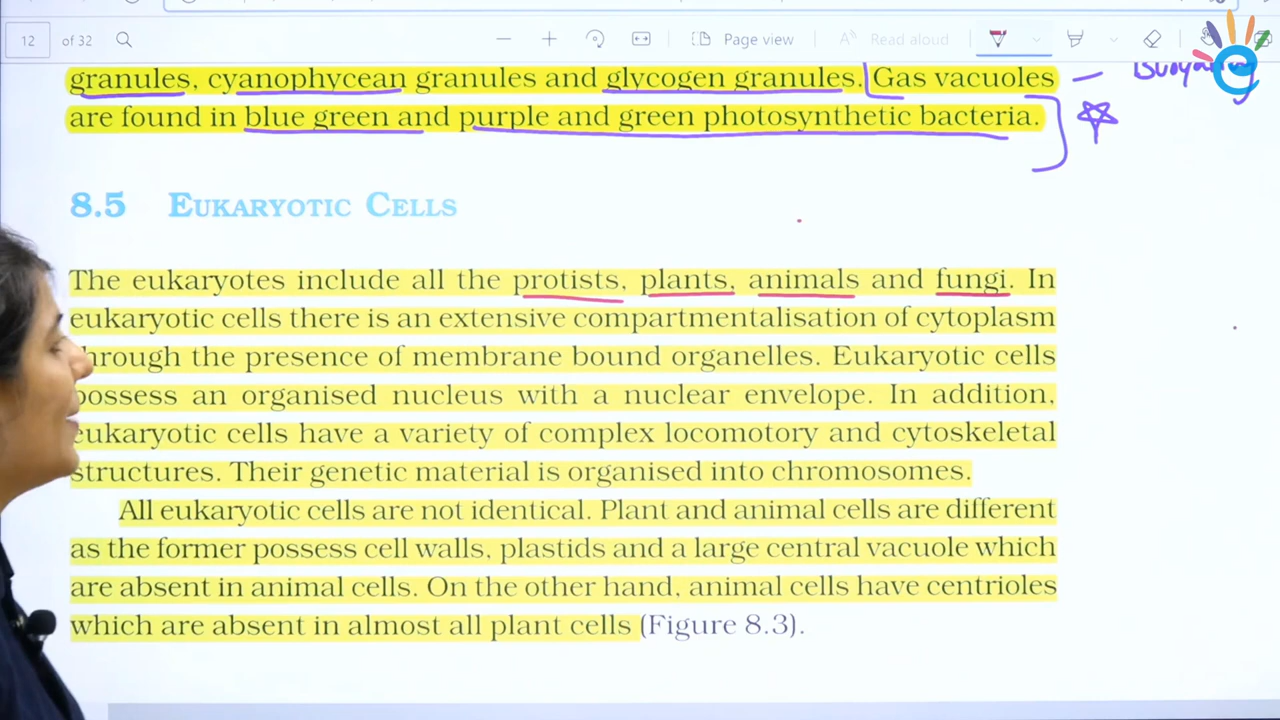 12 of 32 Page view Read aloud
granules, cyanophycean granules and glycogen granules. Gas vacuoles
are found in blue green and purple and green photosynthetic bacteria.
8.5 EUKARYOTIC CELLS
The eukaryotes include all the protists, plants, animals and fungi. In
eukaryotic cells there is an extensive compartmentalisation of cytoplasm
through the presence of membrane bound organelles. Eukaryotic cells
possess an organised nucleus with a nuclear envelope. In addition,
eukaryotic cells have a variety of complex locomotory and cytoskeletal
structures. Their genetic material is organised into chromosomes.
All eukaryotic cells are not identical. Plant and animal cells are different
as the former possess cell walls, plastids and a large central vacuole which
are absent in animal cells. On the other hand, animal cells have centrioles
which are absent in almost all plant cells (Figure 8.3).